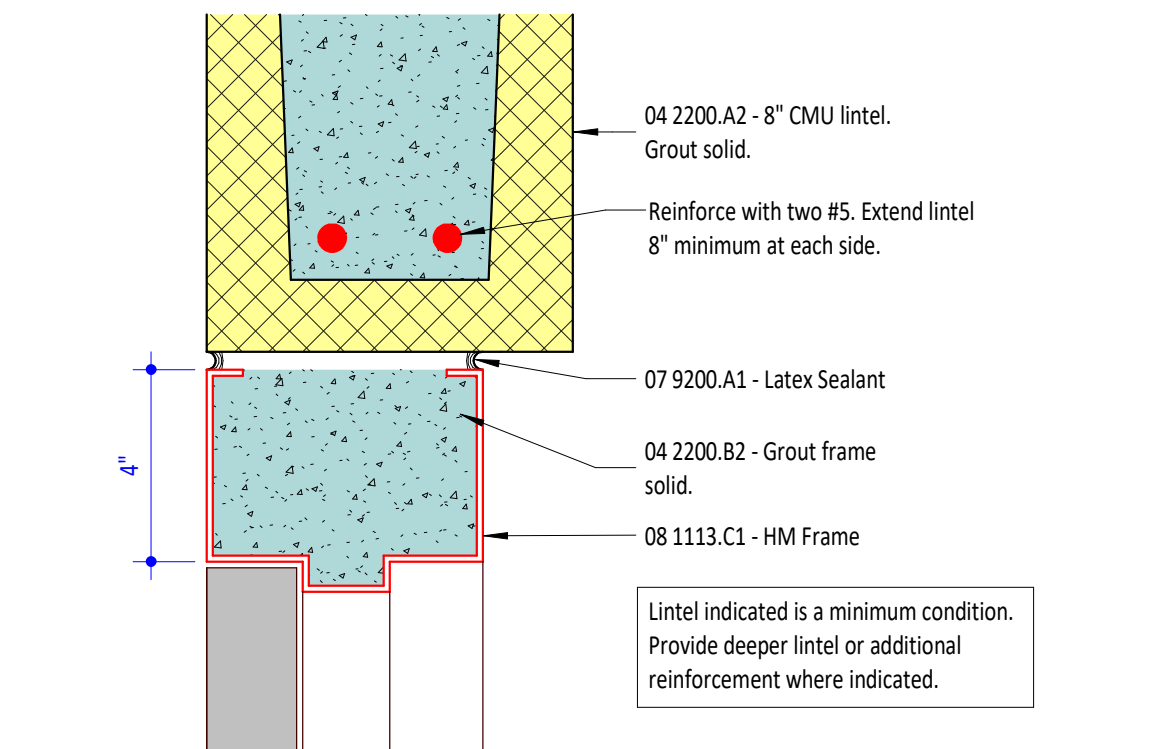 04 2200.A2 - 8" CMU lintel.
Grout solid.
Reinforce with two #5. Extend lintel
8" minimum at each side.
07 9200.A1 - Latex Sealant
4"
04 2200.B2 - Grout frame
solid.
08 1113.C1 - HM Frame
Lintel indicated is a minimum condition.
Provide deeper lintel or additional
reinforcement where indicated.